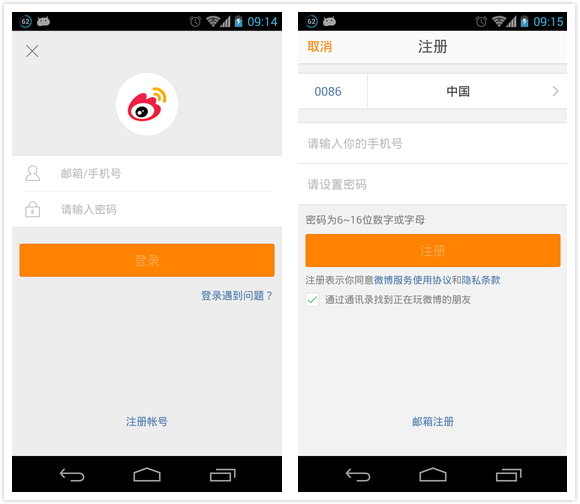 62 09:14
邮箱/手机号
请输入密码
登录
登录遇到问题？
注册帐号
62 09:15
取消 注册
0086 中国
请输入你的手机号
请设置密码
密码为6~16位数字或字母
注册
注册表示你同意微博服务使用协议和隐私条款
通过通讯录找到正在玩微博的朋友
邮箱注册